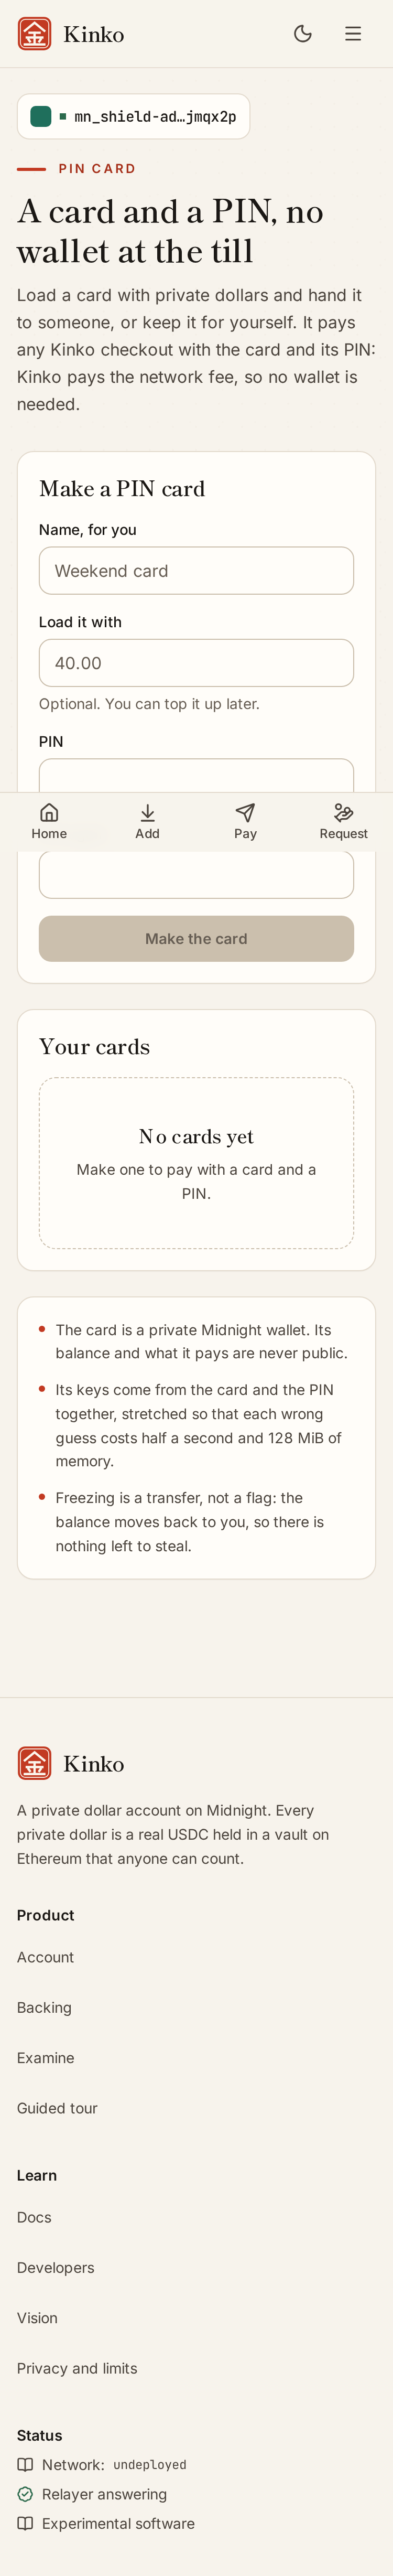 金 Kinko
mn_shield-ad…jmqx2p
PIN CARD
A card and a PIN, no
wallet at the till
Load a card with private dollars and hand it
to someone, or keep it for yourself. It pays
any Kinko checkout with the card and its PIN:
Kinko pays the network fee, so no wallet is
needed.
Make a PIN card
Name, for you
Weekend card
Load it with
40.00
Optional. You can top it up later.
PIN
Home Add Pay Request
Make the card
Your cards
No cards yet
Make one to pay with a card and a
PIN.
The card is a private Midnight wallet. Its
balance and what it pays are never public.
Its keys come from the card and the PIN
together, stretched so that each wrong
guess costs half a second and 128 MiB of
memory.
Freezing is a transfer, not a flag: the
balance moves back to you, so there is
nothing left to steal.
金 Kinko
A private dollar account on Midnight. Every
private dollar is a real USDC held in a vault on
Ethereum that anyone can count.
Product
Account
Backing
Examine
Guided tour
Learn
Docs
Developers
Vision
Privacy and limits
Status
Network: undeployed
Relayer answering
Experimental software